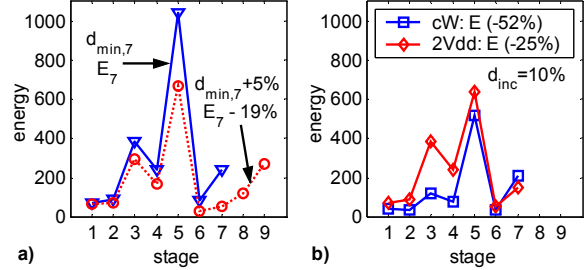 1000
800
600
400
200
0
energy
d_min,7
E_7
d_min,7 +5%
E_7 - 19%
1 2 3 4 5 6 7 8 9
stage
a)
1000
800
600
400
200
0
energy
cW: E (-52%)
2Vdd: E (-25%)
d_inc=10%
1 2 3 4 5 6 7 8 9
stage
b)